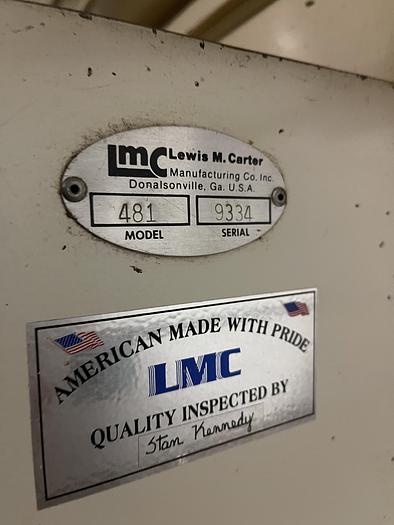 LMC Lewis M. Carter
Manufacturing Co. Inc.
Donalsonville, Ga. U.S.A.
481 9334
MODEL SERIAL
AMERICAN MADE WITH PRIDE
LMC
QUALITY INSPECTED BY
Stan Kennedy